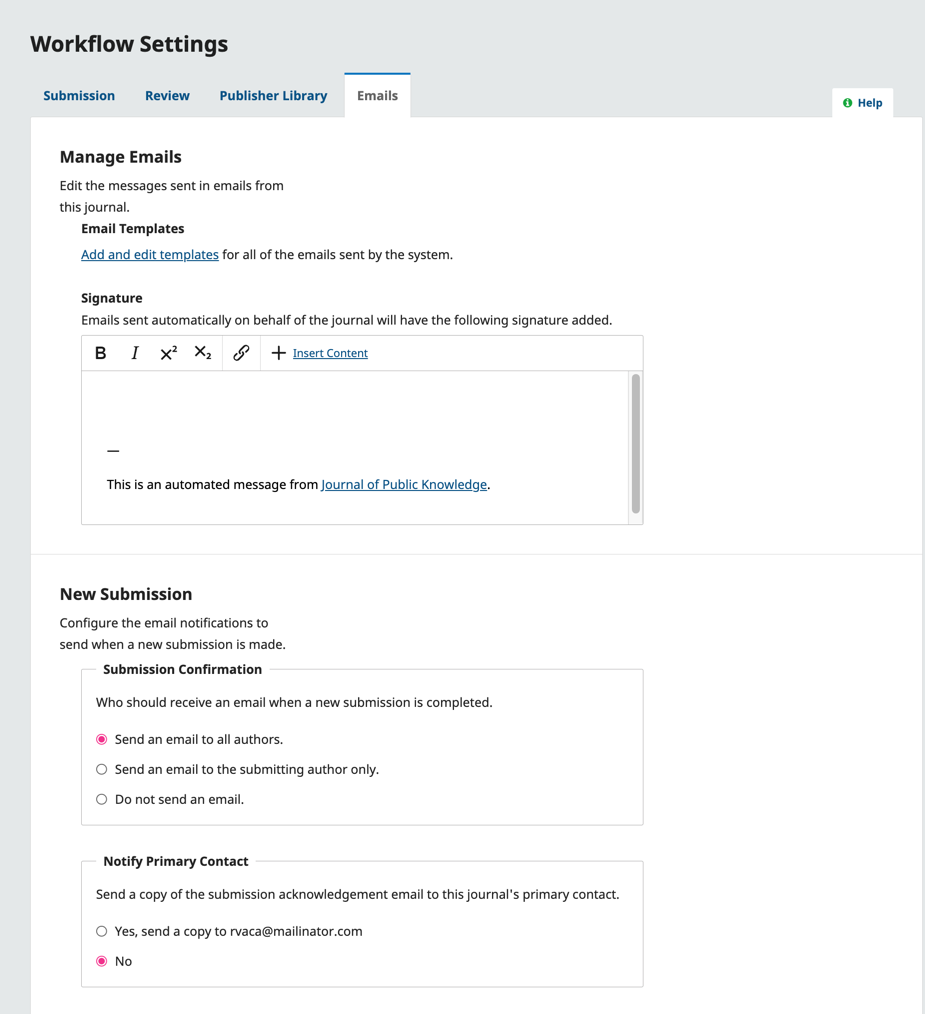 Workflow Settings
Submission Review Publisher Library Emails
Help
Manage Emails
Edit the messages sent in emails from
this journal.
Email Templates
Add and edit templates for all of the emails sent by the system.
Signature
Emails sent automatically on behalf of the journal will have the following signature added.
B I X² X₂ Insert Content
—
This is an automated message from Journal of Public Knowledge.
New Submission
Configure the email notifications to
send when a new submission is made.
Submission Confirmation
Who should receive an email when a new submission is completed.
Send an email to all authors.
Send an email to the submitting author only.
Do not send an email.
Notify Primary Contact
Send a copy of the submission acknowledgement email to this journal's primary contact.
Yes, send a copy to rvaca@mailinator.com
No